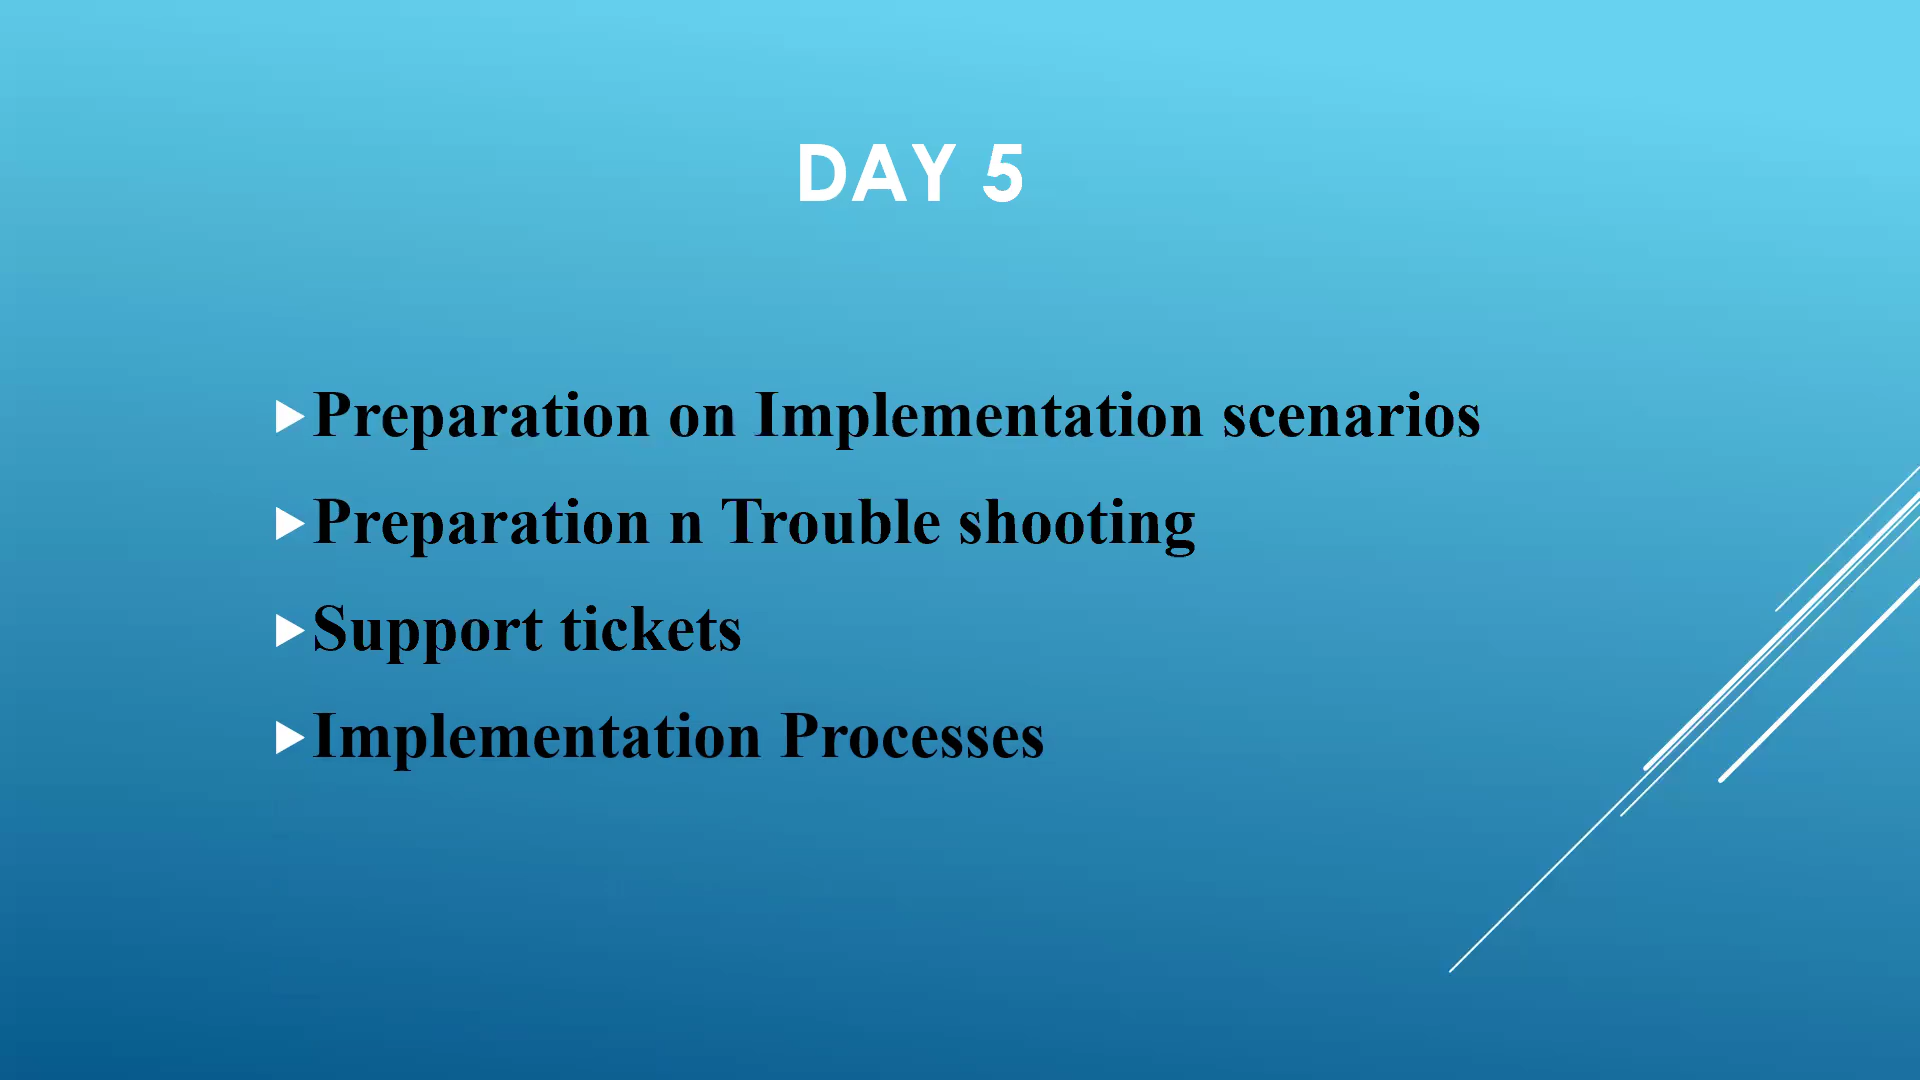 DAY 5
Preparation on Implementation scenarios
Preparation n Trouble shooting
Support tickets
Implementation Processes